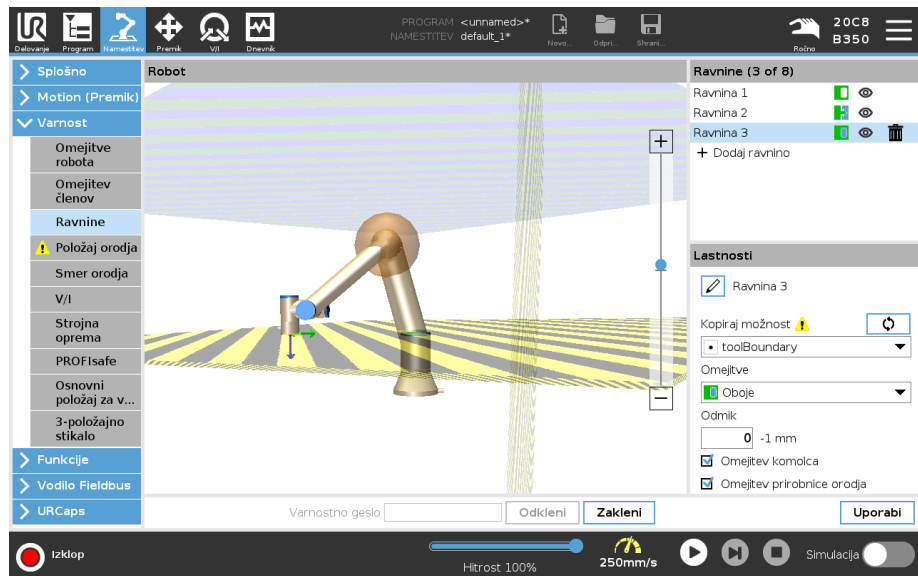 PROGRAM <unnamed>*
NAMESTITEV default_1*
20C8
B350
Delovanje Program Namestitev Premik V/I Dnevnik Novo... Odpri... Shrani... Ročno
Splošno
Motion (Premik)
Varnost
Omejitve
robota
Omejitev
členov
Ravnine
Položaj orodja
Smer orodja
V/I
Strojna
oprema
PROFIsafe
Osnovni
položaj za v...
3-položajno
stikalo
Funkcije
Vodilo Fieldbus
URCaps
Robot
+
−
Ravnine (3 of 8)
Ravnina 1
Ravnina 2
Ravnina 3
+ Dodaj ravnino
Lastnosti
Ravnina 3
Kopiraj možnost
toolBoundary
Omejitve
Oboje
Odmik
0 -1 mm
Omejitev komolca
Omejitev prirobnice orodja
Varnostno geslo Odkleni Zakleni Uporabi
Izklop
Hitrost 100%
250mm/s
Simulacija